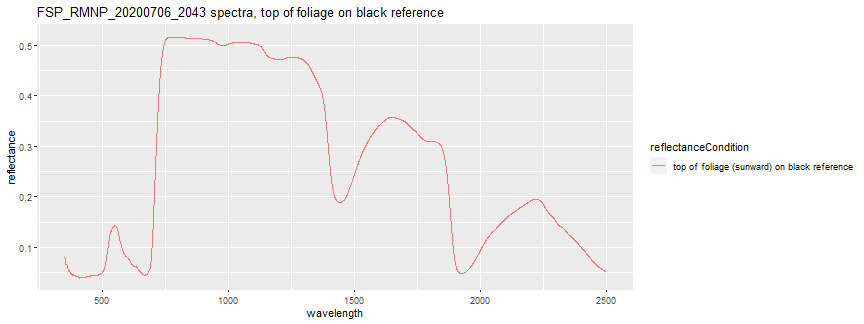 FSP_RMNP_20200706_2043 spectra, top of foliage on black reference
0.5
0.4
0.3
0.2
0.1
reflectance
500
1000
1500
2000
2500
wavelength
reflectanceCondition
top of foliage (sunward) on black reference